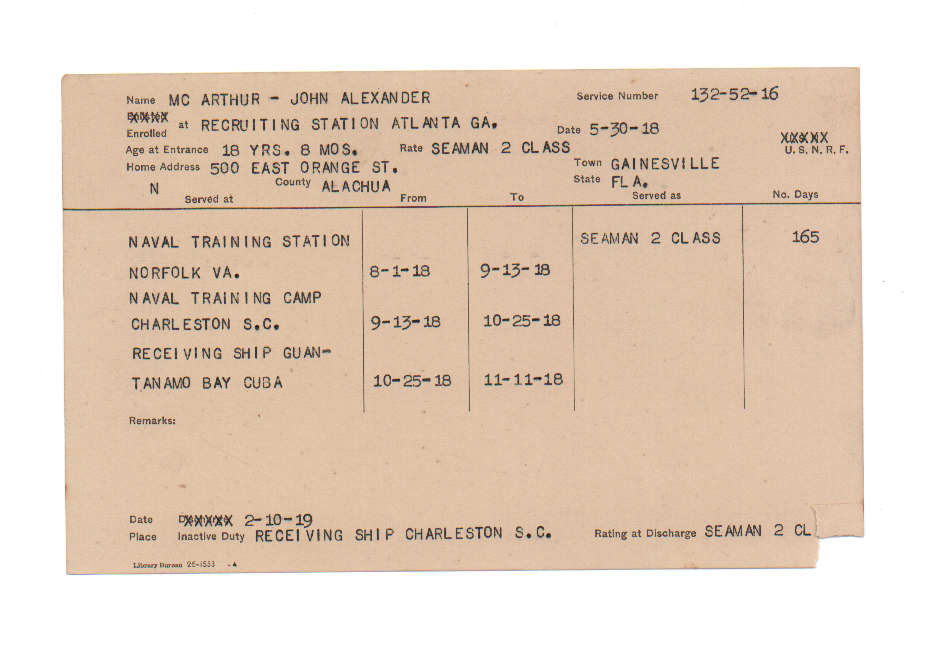 Name MC ARTHUR - JOHN ALEXANDER Service Number 132-52-16
Enrolled at RECRUITING STATION ATLANTA GA. Date 5-30-18
XXXXX
Age at Entrance 18 YRS. 8 MOS. Rate SEAMAN 2 CLASS U. S. N. R. F.
Home Address 500 EAST ORANGE ST. Town GAINESVILLE
N County ALACHUA State FLA.
Served at From To Served as No. Days
NAVAL TRAINING STATION SEAMAN 2 CLASS 165
NORFOLK VA. 8-1-18 9-13-18
NAVAL TRAINING CAMP
CHARLESTON S.C. 9-13-18 10-25-18
RECEIVING SHIP GUAN-
TANAMO BAY CUBA 10-25-18 11-11-18
Remarks:
Date XXXXX 2-10-19
Place Inactive Duty RECEIVING SHIP CHARLESTON S.C. Rating at Discharge SEAMAN 2 CL
Library Bureau 26-1533